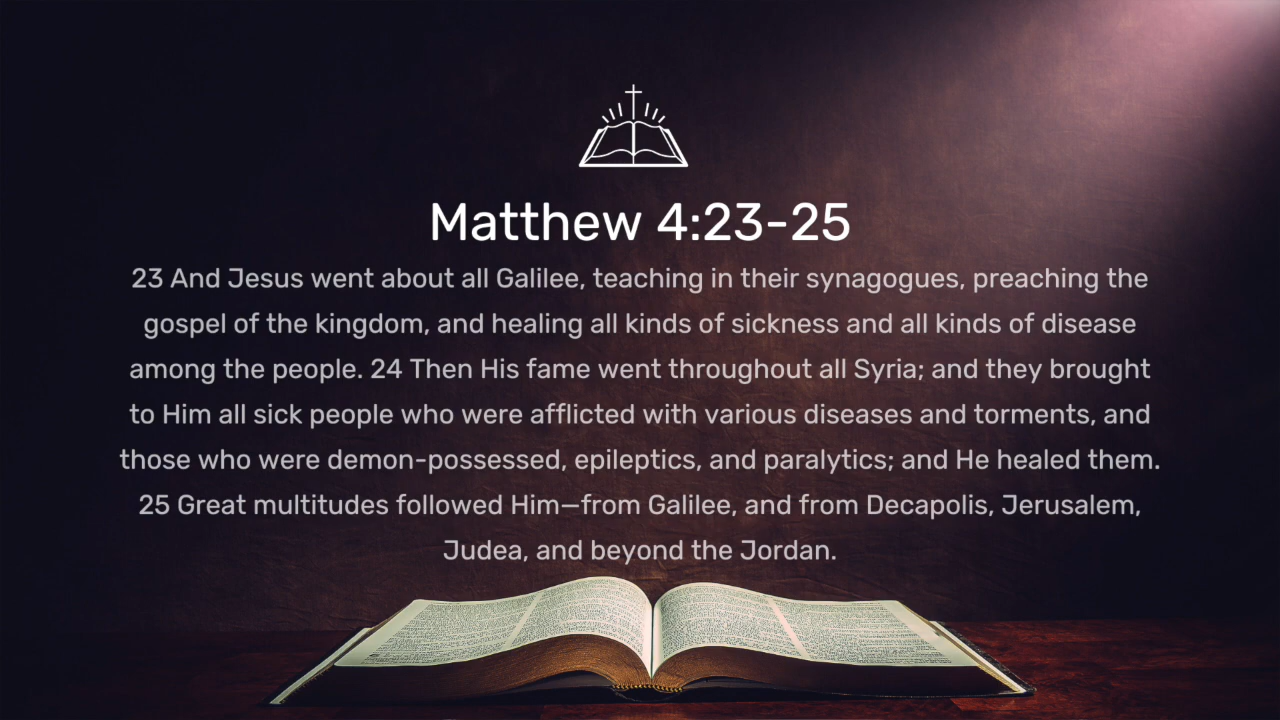 Matthew 4:23-25
23 And Jesus went about all Galilee, teaching in their synagogues, preaching the
gospel of the kingdom, and healing all kinds of sickness and all kinds of disease
among the people. 24 Then His fame went throughout all Syria; and they brought
to Him all sick people who were afflicted with various diseases and torments, and
those who were demon-possessed, epileptics, and paralytics; and He healed them.
25 Great multitudes followed Him—from Galilee, and from Decapolis, Jerusalem,
Judea, and beyond the Jordan.